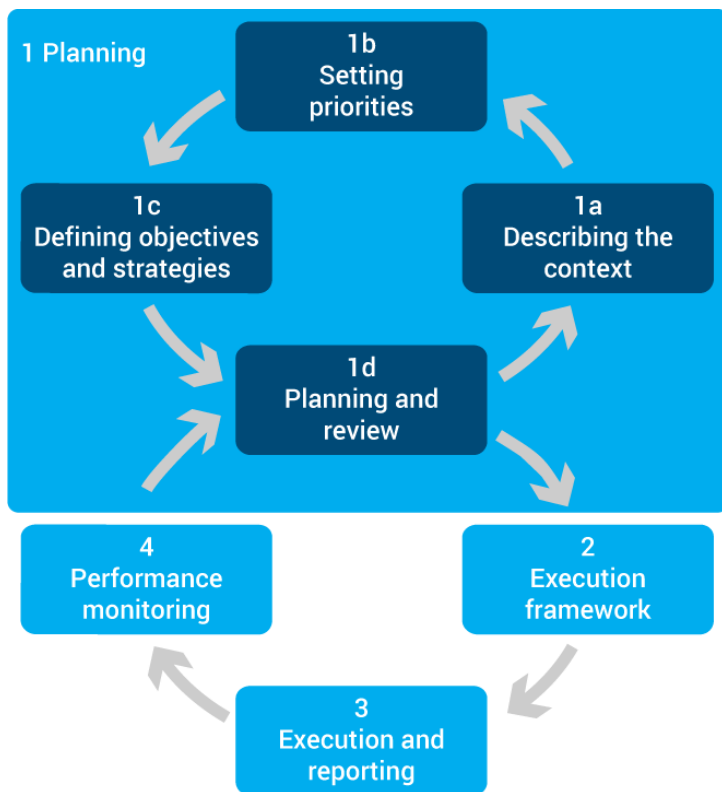 1 Planning
1b
Setting
priorities
1c
Defining objectives
and strategies
1a
Describing the
context
1d
Planning and
review
4
Performance
monitoring
2
Execution
framework
3
Execution and
reporting